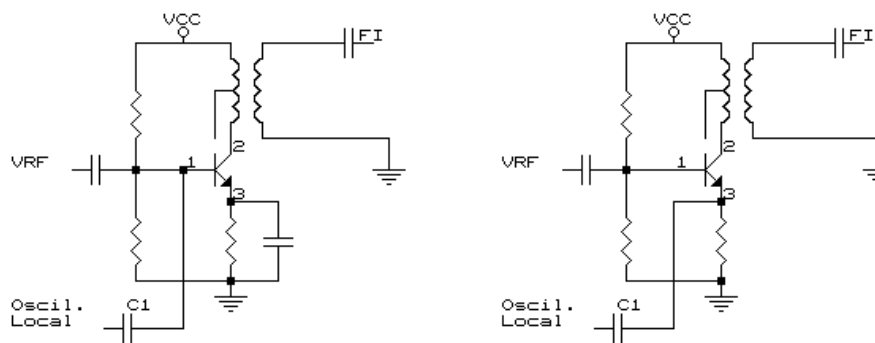 VCC
FI
2
VRF
1
3
Oscil.
Local
C1
VCC
FI
2
VRF
1
3
Oscil.
Local
C1